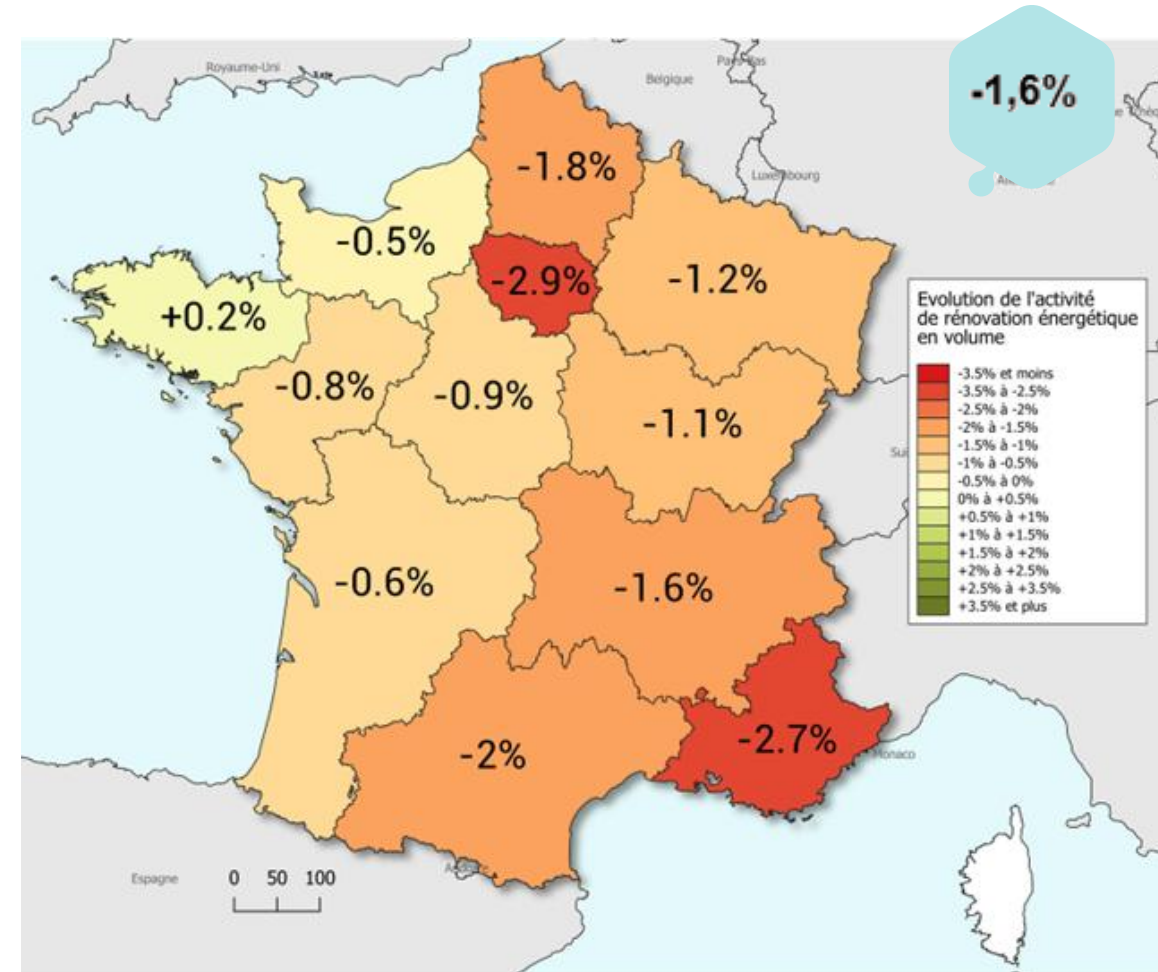 -1,6%
Royaume-Uni
Belgique
Luxembourg
-1.8%
-0.5%
-2.9%
-1.2%
+0.2%
-0.8%
-0.9%
-1.1%
-0.6%
-1.6%
-2%
-2.7%
Monaco
Espagne
0 50 100
Evolution de l'activité
de rénovation énergétique
en volume
-3.5% et moins
-3.5% à -2.5%
-2.5% à -2%
-2% à -1.5%
-1.5% à -1%
-1% à -0.5%
-0.5% à 0%
0% à +0.5%
+0.5% à +1%
+1% à +1.5%
+1.5% à +2%
+2% à +2.5%
+2.5% à +3.5%
+3.5% et plus